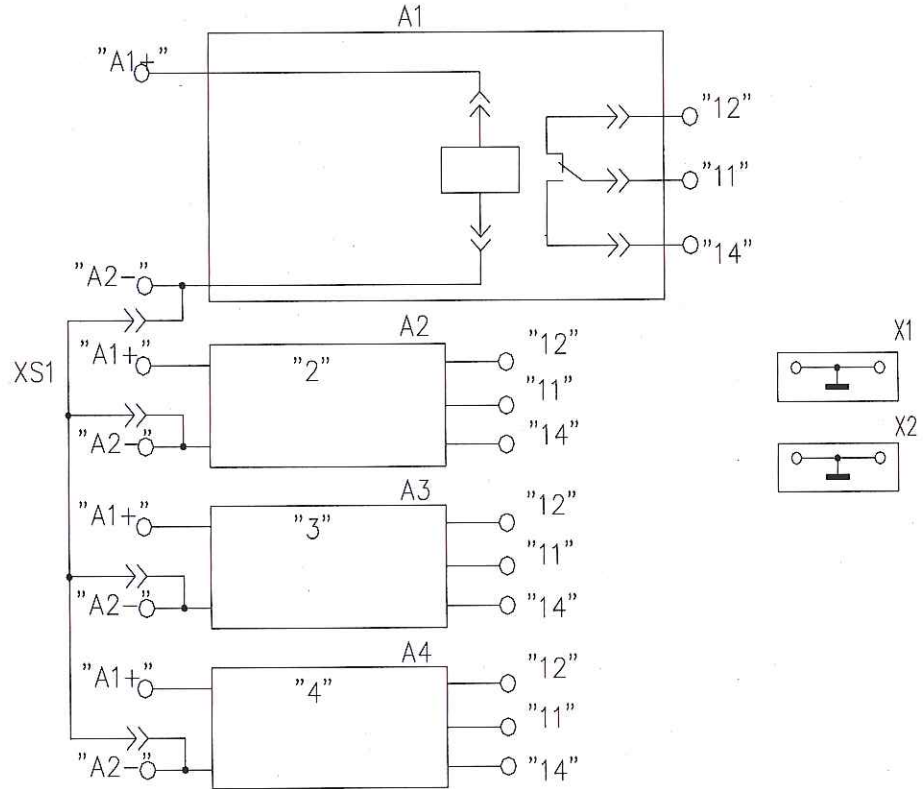 A1
"A1+"
"12"
"11"
"14"
"A2-"
XS1
A2
"A1+"
"2"
"12"
"11"
"A2-"
"14"
A3
"A1+"
"3"
"12"
"11"
"A2-"
"14"
A4
"A1+"
"4"
"12"
"11"
"A2-"
"14"
X1
X2